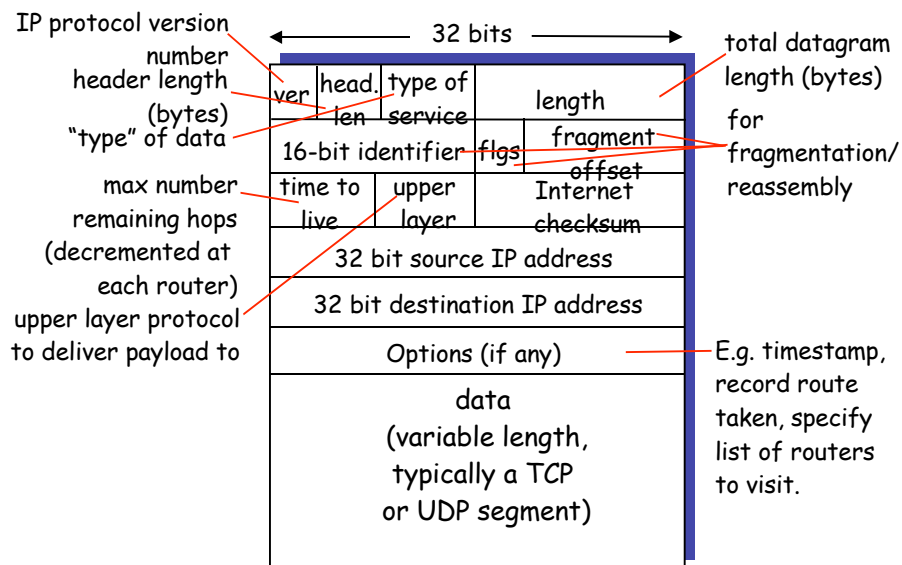 IP protocol version
number
header length
(bytes)
“type” of data
max number
remaining hops
(decremented at
each router)
upper layer protocol
to deliver payload to
32 bits
ver
head.
len
type of
service
length
16-bit identifier
flgs
fragment
offset
time to
live
upper
layer
Internet
checksum
32 bit source IP address
32 bit destination IP address
Options (if any)
data
(variable length,
typically a TCP
or UDP segment)
total datagram
length (bytes)
for
fragmentation/
reassembly
E.g. timestamp,
record route
taken, specify
list of routers
to visit.